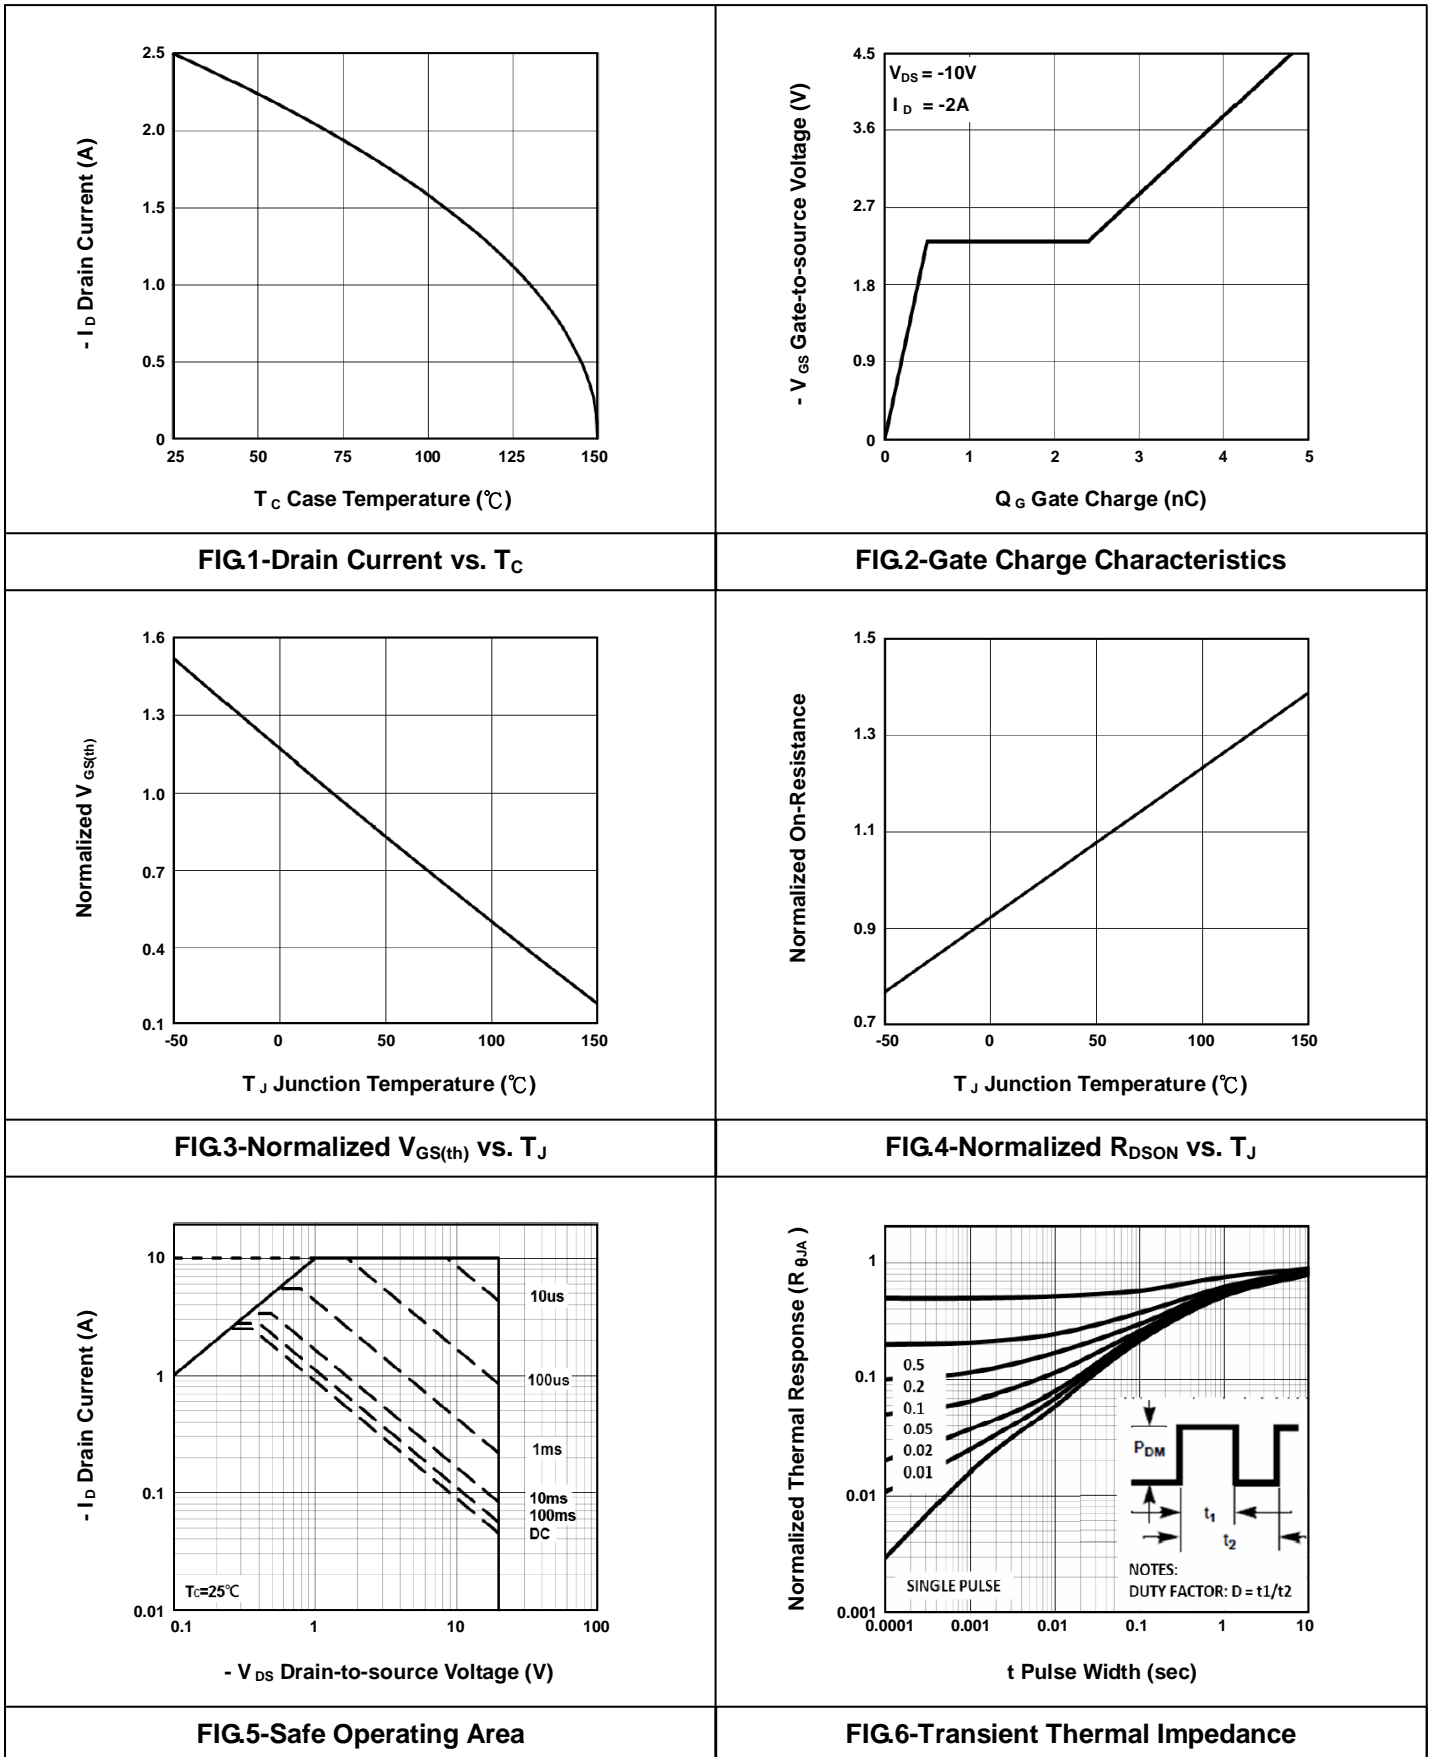 2.5
2.0
1.5
1.0
0.5
0
25 50 75 100 125 150
- I D Drain Current (A)
T C Case Temperature (℃)
FIG.1-Drain Current vs. TC
4.5
3.6
2.7
1.8
0.9
0
0 1 2 3 4 5
VDS = -10V
I D = -2A
- V GS Gate-to-source Voltage (V)
Q G Gate Charge (nC)
FIG.2-Gate Charge Characteristics
1.6
1.3
1.0
0.7
0.4
0.1
-50 0 50 100 150
Normalized V GS(th)
T J Junction Temperature (℃)
FIG.3-Normalized VGS(th) vs. TJ
1.5
1.3
1.1
0.9
0.7
-50 0 50 100 150
Normalized On-Resistance
T J Junction Temperature (℃)
FIG.4-Normalized RDSON vs. TJ
10
1
0.1
0.01
0.1 1 10 100
10us
100us
1ms
10ms
100ms
DC
TC=25℃
- I D Drain Current (A)
- V DS Drain-to-source Voltage (V)
FIG.5-Safe Operating Area
1
0.1
0.01
0.001
0.0001 0.001 0.01 0.1 1 10
0.5
0.2
0.1
0.05
0.02
0.01
SINGLE PULSE
PDM
t1
t2
NOTES:
DUTY FACTOR: D = t1/t2
Normalized Thermal Response (R θJA )
t Pulse Width (sec)
FIG.6-Transient Thermal Impedance